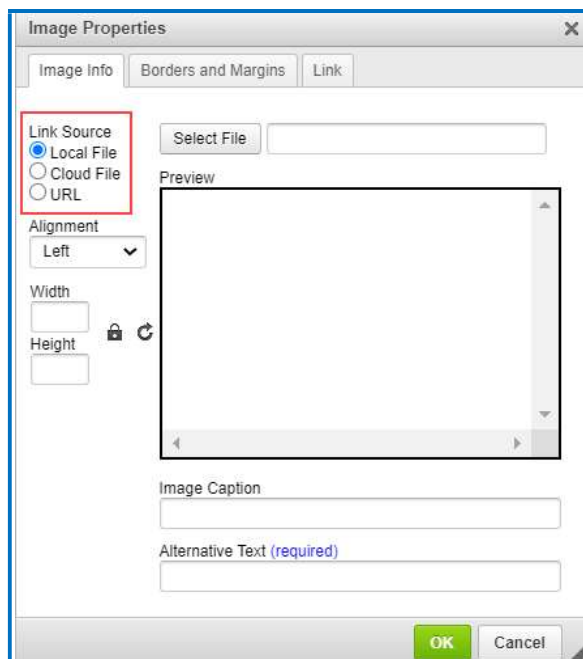 Image Properties
Image Info
Borders and Margins
Link
Link Source
Local File
Cloud File
URL
Select File
Preview
Alignment
Left
Width
Height
Image Caption
Alternative Text (required)
OK
Cancel